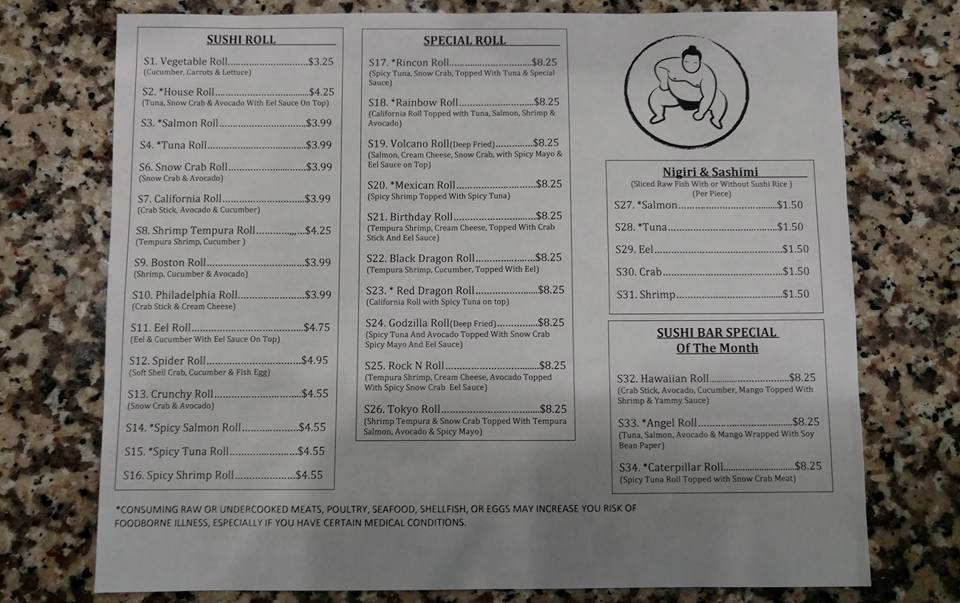 SUSHI ROLL
S1. Vegetable Roll.................................$3.25
(Cucumber, Carrots & Lettuce)
S2. *House Roll.......................................$4.25
(Tuna, Snow Crab & Avocado With Eel Sauce On Top)
S3. *Salmon Roll....................................$3.99
S4. *Tuna Roll........................................$3.99
S6. Snow Crab Roll.................................$3.99
(Snow Crab & Avocado)
S7. California Roll..................................$3.99
(Crab Stick, Avocado & Cucumber)
S8. Shrimp Tempura Roll...............$4.25
(Tempura Shrimp, Cucumber )
S9. Boston Roll.......................................$3.99
(Shrimp, Cucumber & Avocado)
S10. Philadelphia Roll............................$3.99
(Crab Stick & Cream Cheese)
S11. Eel Roll...........................................$4.75
(Eel & Cucumber With Eel Sauce On Top)
S12. Spider Roll.....................................$4.95
(Soft Shell Crab, Cucumber & Fish Egg)
S13. Crunchy Roll..................................$4.55
(Snow Crab & Avocado)
S14. *Spicy Salmon Roll.................$4.55
S15. *Spicy Tuna Roll.....................$4.55
S16. Spicy Shrimp Roll....................$4.55
SPECIAL ROLL
S17. *Rincon Roll..............................$8.25
(Spicy Tuna, Snow Crab, Topped With Tuna & Special
Sauce)
S18. *Rainbow Roll...........................$8.25
(California Roll Topped with Tuna, Salmon, Shrimp &
Avocado)
S19. Volcano Roll(Deep Fried).............$8.25
(Salmon, Cream Cheese, Snow Crab, with Spicy Mayo &
Eel Sauce on Top)
S20. *Mexican Roll............................$8.25
(Spicy Shrimp Topped With Spicy Tuna)
S21. Birthday Roll.............................$8.25
(Tempura Shrimp, Cream Cheese, Topped With Crab
Stick And Eel Sauce)
S22. Black Dragon Roll......................$8.25
(Tempura Shrimp, Cucumber, Topped With Eel)
S23. * Red Dragon Roll......................$8.25
(California Roll with Spicy Tuna on top)
S24. Godzilla Roll(Deep Fried)..............$8.25
(Spicy Tuna And Avocado Topped With Snow Crab
Spicy Mayo And Eel Sauce)
S25. Rock N Roll................................$8.25
(Tempura Shrimp, Cream Cheese, Avocado Topped
With Spicy Snow Crab Eel Sauce)
S26. Tokyo Roll.................................$8.25
(Shrimp Tempura & Snow Crab Topped With Tempura
Salmon, Avocado & Spicy Mayo)
Nigiri & Sashimi
(Sliced Raw Fish With or Without Sushi Rice )
(Per Piece)
S27. *Salmon.....................................$1.50
S28. *Tuna.........................................$1.50
S29. Eel..............................................$1.50
S30. Crab...........................................$1.50
S31. Shrimp.......................................$1.50
SUSHI BAR SPECIAL
Of The Month
S32. Hawaiian Roll..........................$8.25
(Crab Stick, Avocado, Cucumber, Mango Topped With
Shrimp & Yammy Sauce)
S33. *Angel Roll...............................$8.25
(Tuna, Salmon, Avocado & Mango Wrapped With Soy
Bean Paper)
S34. *Caterpillar Roll.......................$8.25
(Spicy Tuna Roll Topped with Snow Crab Meat)
*CONSUMING RAW OR UNDERCOOKED MEATS, POULTRY, SEAFOOD, SHELLFISH, OR EGGS MAY INCREASE YOU RISK OF
FOODBORNE ILLNESS, ESPECIALLY IF YOU HAVE CERTAIN MEDICAL CONDITIONS.